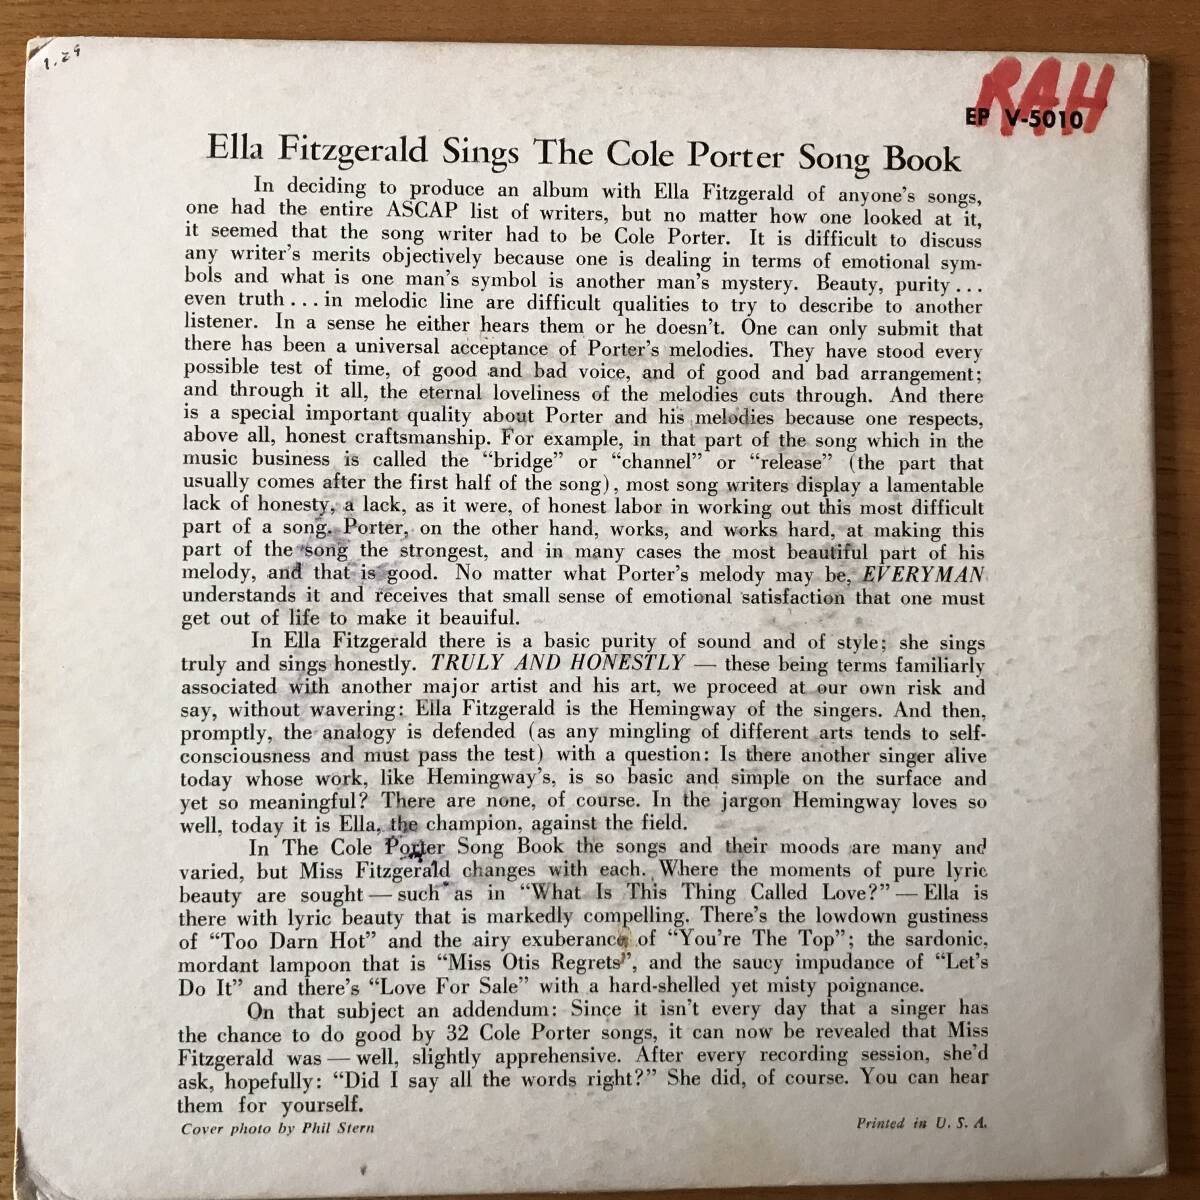 1.29
RAH
EP V-5010
Ella Fitzgerald Sings The Cole Porter Song Book
In deciding to produce an album with Ella Fitzgerald of anyone's songs,
one had the entire ASCAP list of writers, but no matter how one looked at it,
it seemed that the song writer had to be Cole Porter. It is difficult to discuss
any writer's merits objectively because one is dealing in terms of emotional sym-
bols and what is one man's symbol is another man's mystery. Beauty, purity...
even truth...in melodic line are difficult qualities to try to describe to another
listener. In a sense he either hears them or he doesn't. One can only submit that
there has been a universal acceptance of Porter's melodies. They have stood every
possible test of time, of good and bad voice, and of good and bad arrangement;
and through it all, the eternal loveliness of the melodies cuts through. And there
is a special important quality about Porter and his melodies because one respects,
above all, honest craftsmanship. For example, in that part of the song which in the
music business is called the “bridge” or “channel” or “release” (the part that
usually comes after the first half of the song), most song writers display a lamentable
lack of honesty, a lack, as it were, of honest labor in working out this most difficult
part of a song. Porter, on the other hand, works, and works hard, at making this
part of the song the strongest, and in many cases the most beautiful part of his
melody, and that is good. No matter what Porter's melody may be, EVERYMAN
understands it and receives that small sense of emotional satisfaction that one must
get out of life to make it beauiful.
In Ella Fitzgerald there is a basic purity of sound and of style; she sings
truly and sings honestly. TRULY AND HONESTLY — these being terms familiarly
associated with another major artist and his art, we proceed at our own risk and
say, without wavering: Ella Fitzgerald is the Hemingway of the singers. And then,
promptly, the analogy is defended (as any mingling of different arts tends to self-
consciousness and must pass the test) with a question: Is there another singer alive
today whose work, like Hemingway's, is so basic and simple on the surface and
yet so meaningful? There are none, of course. In the jargon Hemingway loves so
well, today it is Ella, the champion, against the field.
In The Cole Porter Song Book the songs and their moods are many and
varied, but Miss Fitzgerald changes with each. Where the moments of pure lyric
beauty are sought — such as in “What Is This Thing Called Love?” — Ella is
there with lyric beauty that is markedly compelling. There's the lowdown gustiness
of “Too Darn Hot” and the airy exuberance of “You're The Top”; the sardonic,
mordant lampoon that is “Miss Otis Regrets”, and the saucy impudance of “Let's
Do It” and there's “Love For Sale” with a hard-shelled yet misty poignance.
On that subject an addendum: Since it isn't every day that a singer has
the chance to do good by 32 Cole Porter songs, it can now be revealed that Miss
Fitzgerald was — well, slightly apprehensive. After every recording session, she'd
ask, hopefully: “Did I say all the words right?” She did, of course. You can hear
them for yourself.
Cover photo by Phil Stern
Printed in U. S. A.